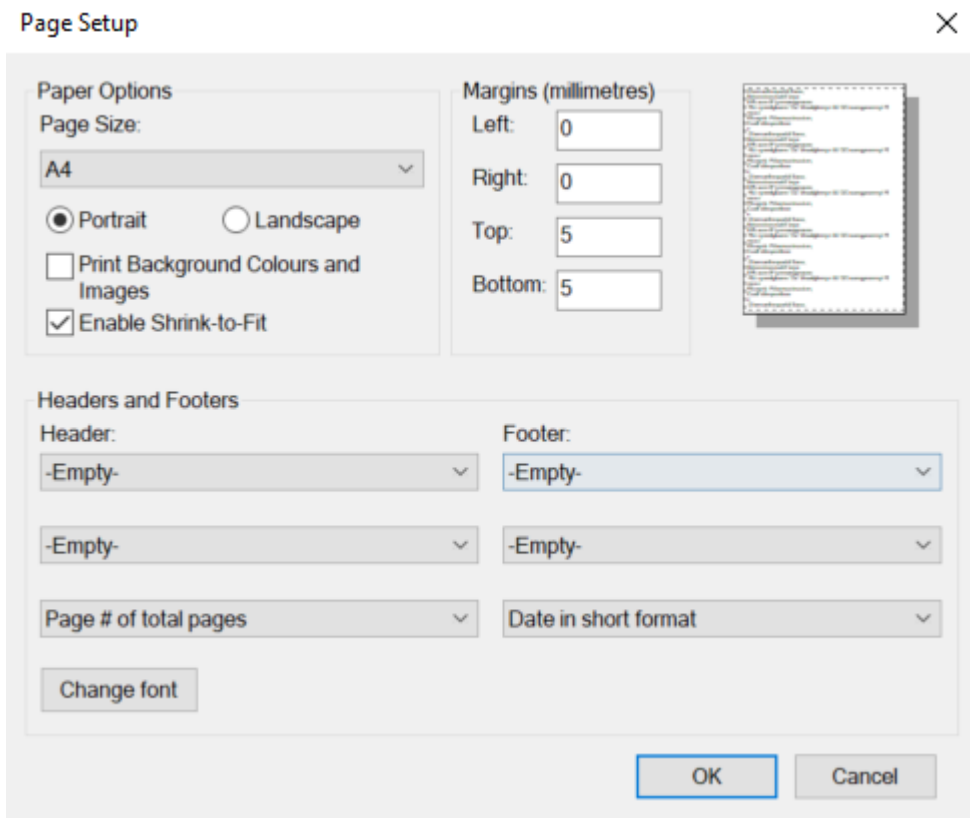 Page Setup
Paper Options
Page Size:
A4
Portrait
Landscape
Print Background Colours and
Images
Enable Shrink-to-Fit
Margins (millimetres)
Left: 0
Right: 0
Top: 5
Bottom: 5
Headers and Footers
Header:
Footer:
-Empty-
-Empty-
-Empty-
-Empty-
Page # of total pages
Date in short format
Change font
OK
Cancel